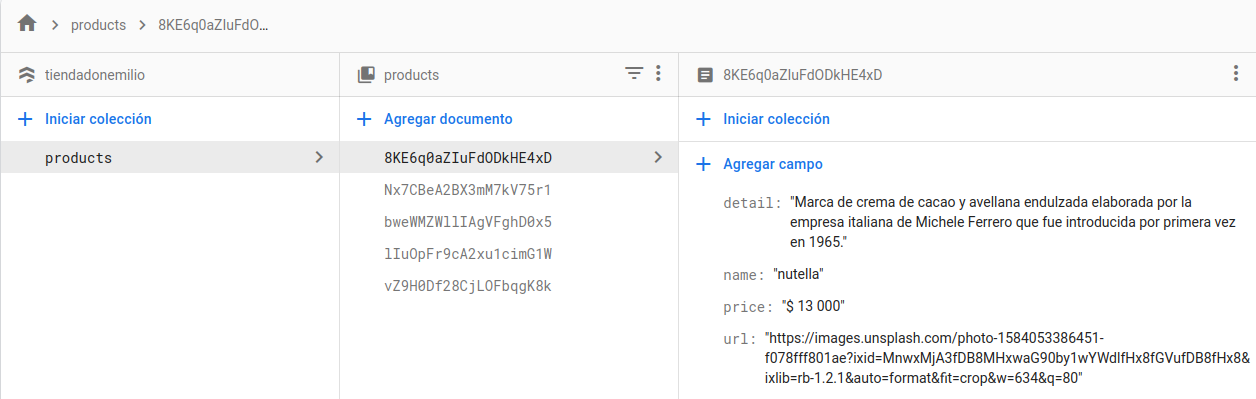 products
8KE6q0aZIuFdO...
tiendadonemilio
products
8KE6q0aZIuFdODkHE4xD
Iniciar colección
Agregar documento
Iniciar colección
products
8KE6q0aZIuFdODkHE4xD
Nx7CBeA2BX3mM7kV75r1
bweWMZWllIAgVFghD0x5
lIuOpFr9cA2xu1cimG1W
vZ9H0Df28CjLOFbqgK8k
Agregar campo
detail: "Marca de crema de cacao y avellana endulzada elaborada por la
empresa italiana de Michele Ferrero que fue introducida por primera vez
en 1965."
name: "nutella"
price: "$ 13 000"
url: "https://images.unsplash.com/photo-1584053386451-
f078fff801ae?ixid=MnwxMjA3fDB8MHxwaG90by1wYWdlfHx8fGVufDB8fHx8&
ixlib=rb-1.2.1&auto=format&fit=crop&w=634&q=80"